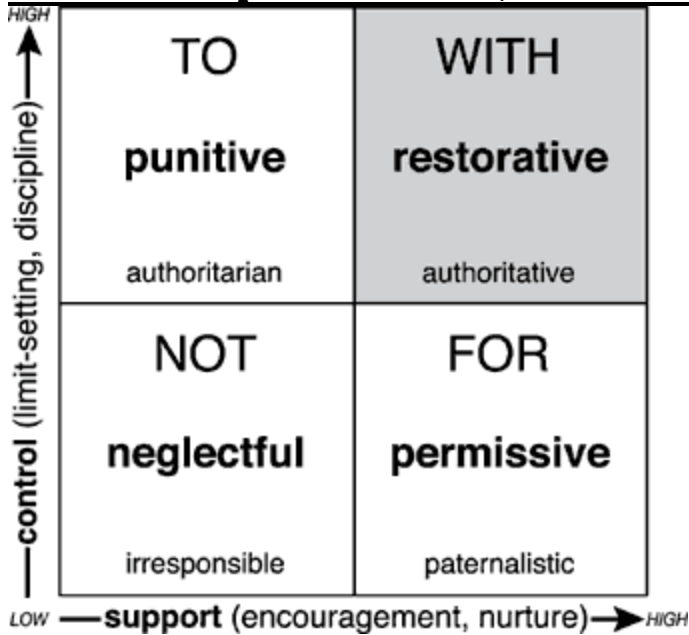 HIGH
TO
punitive
authoritarian
WITH
restorative
authoritative
NOT
neglectful
irresponsible
FOR
permissive
paternalistic
control (limit-setting, discipline)
LOW
support (encouragement, nurture)
HIGH